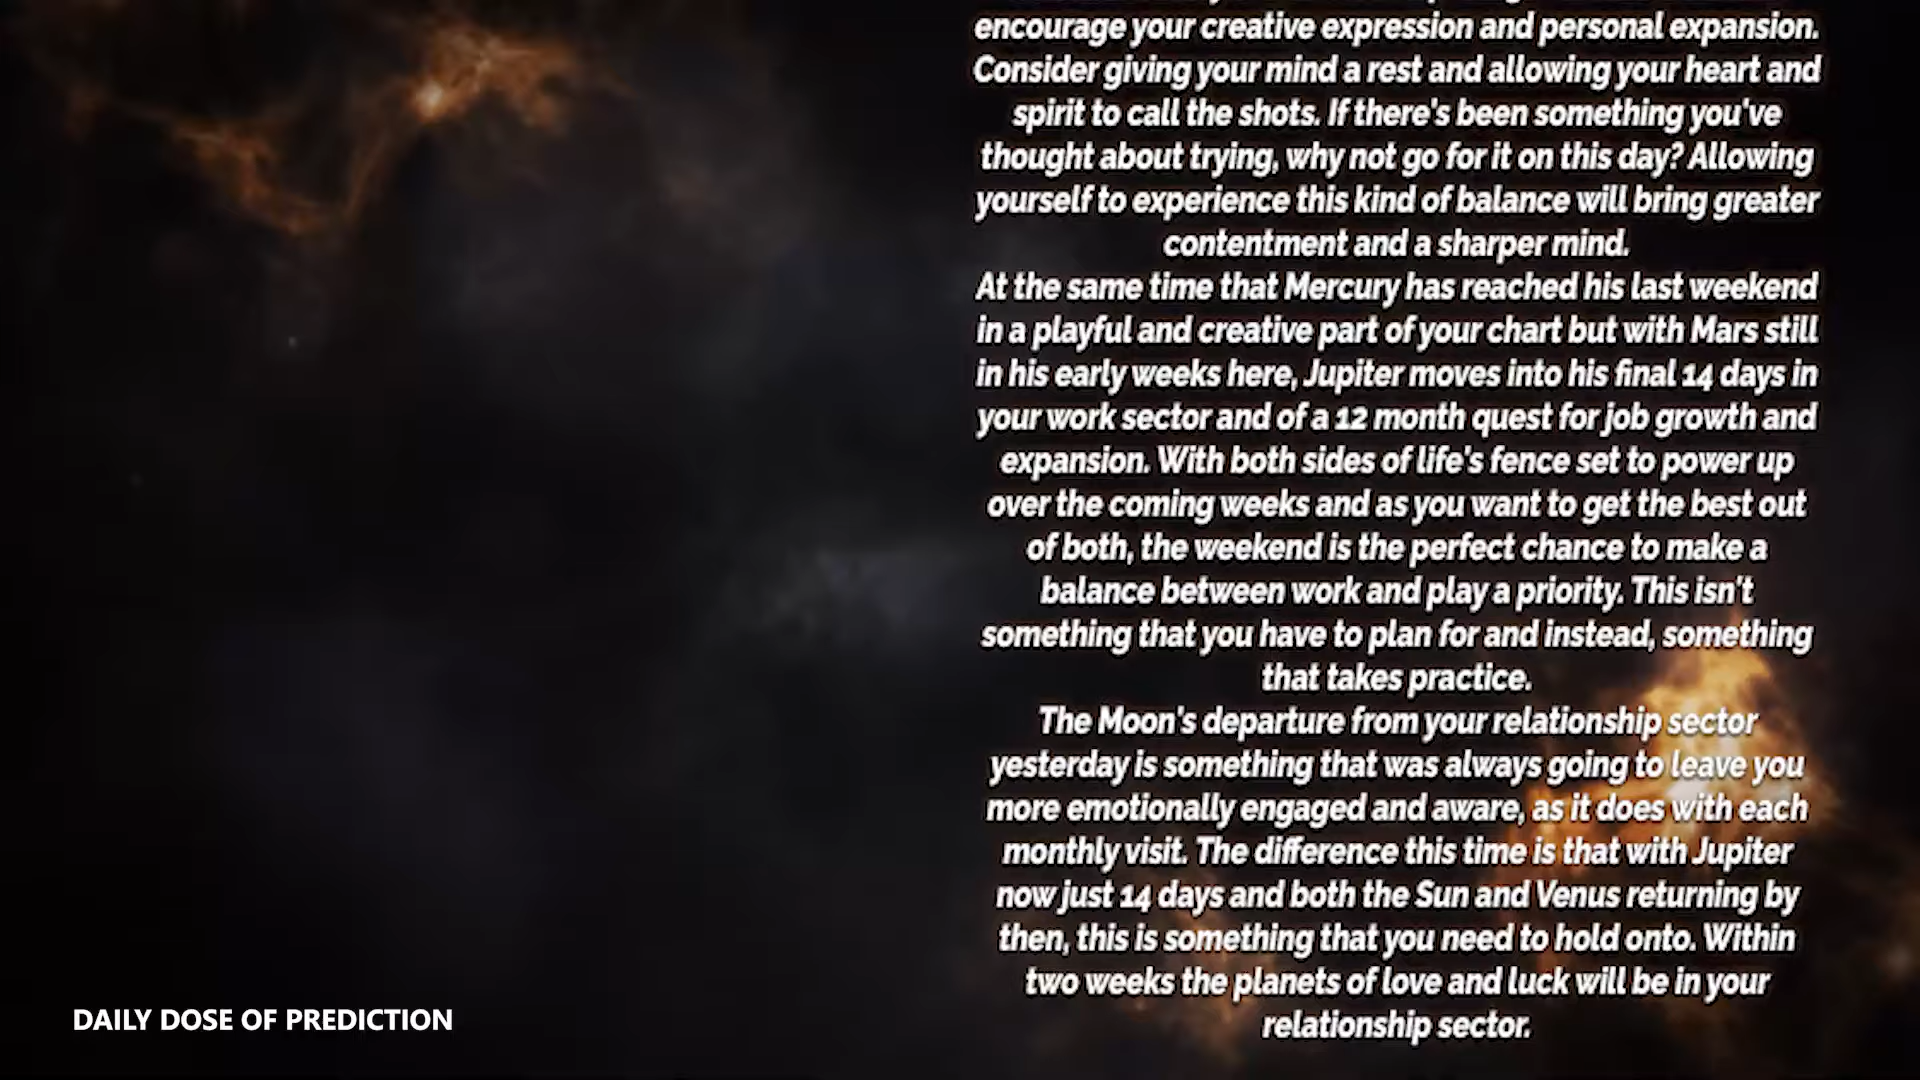 encourage your creative expression and personal expansion.
Consider giving your mind a rest and allowing your heart and
spirit to call the shots. If there's been something you've
thought about trying, why not go for it on this day? Allowing
yourself to experience this kind of balance will bring greater
contentment and a sharper mind.
At the same time that Mercury has reached his last weekend
in a playful and creative part of your chart but with Mars still
in his early weeks here, Jupiter moves into his final 14 days in
your work sector and of a 12 month quest for job growth and
expansion. With both sides of life's fence set to power up
over the coming weeks and as you want to get the best out
of both, the weekend is the perfect chance to make a
balance between work and play a priority. This isn't
something that you have to plan for and instead, something
that takes practice.
The Moon's departure from your relationship sector
yesterday is something that was always going to leave you
more emotionally engaged and aware, as it does with each
monthly visit. The difference this time is that with Jupiter
now just 14 days and both the Sun and Venus returning by
then, this is something that you need to hold onto. Within
two weeks the planets of love and luck will be in your
relationship sector.
DAILY DOSE OF PREDICTION